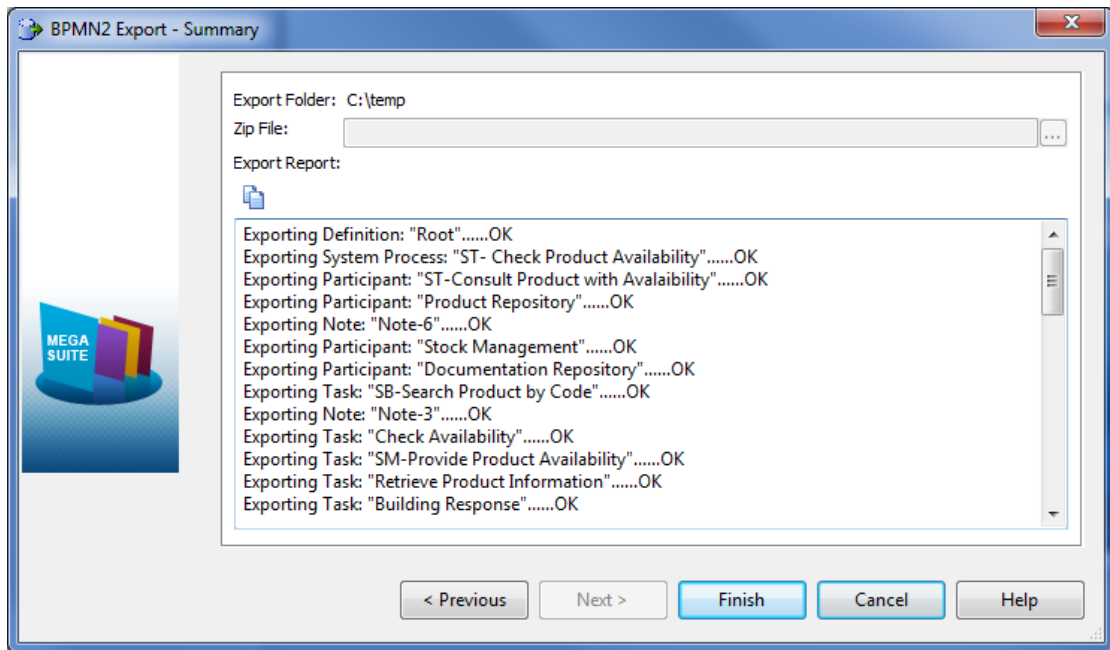 BPMN2 Export - Summary
Export Folder: C:\temp
Zip File:
...
Export Report:
Exporting Definition: "Root"......OK
Exporting System Process: "ST- Check Product Availability"......OK
Exporting Participant: "ST-Consult Product with Avalaibility"......OK
Exporting Participant: "Product Repository"......OK
Exporting Note: "Note-6"......OK
Exporting Participant: "Stock Management"......OK
Exporting Participant: "Documentation Repository"......OK
Exporting Task: "SB-Search Product by Code"......OK
Exporting Note: "Note-3"......OK
Exporting Task: "Check Availability"......OK
Exporting Task: "SM-Provide Product Availability"......OK
Exporting Task: "Retrieve Product Information"......OK
Exporting Task: "Building Response"......OK
MEGA
SUITE
< Previous
Next >
Finish
Cancel
Help